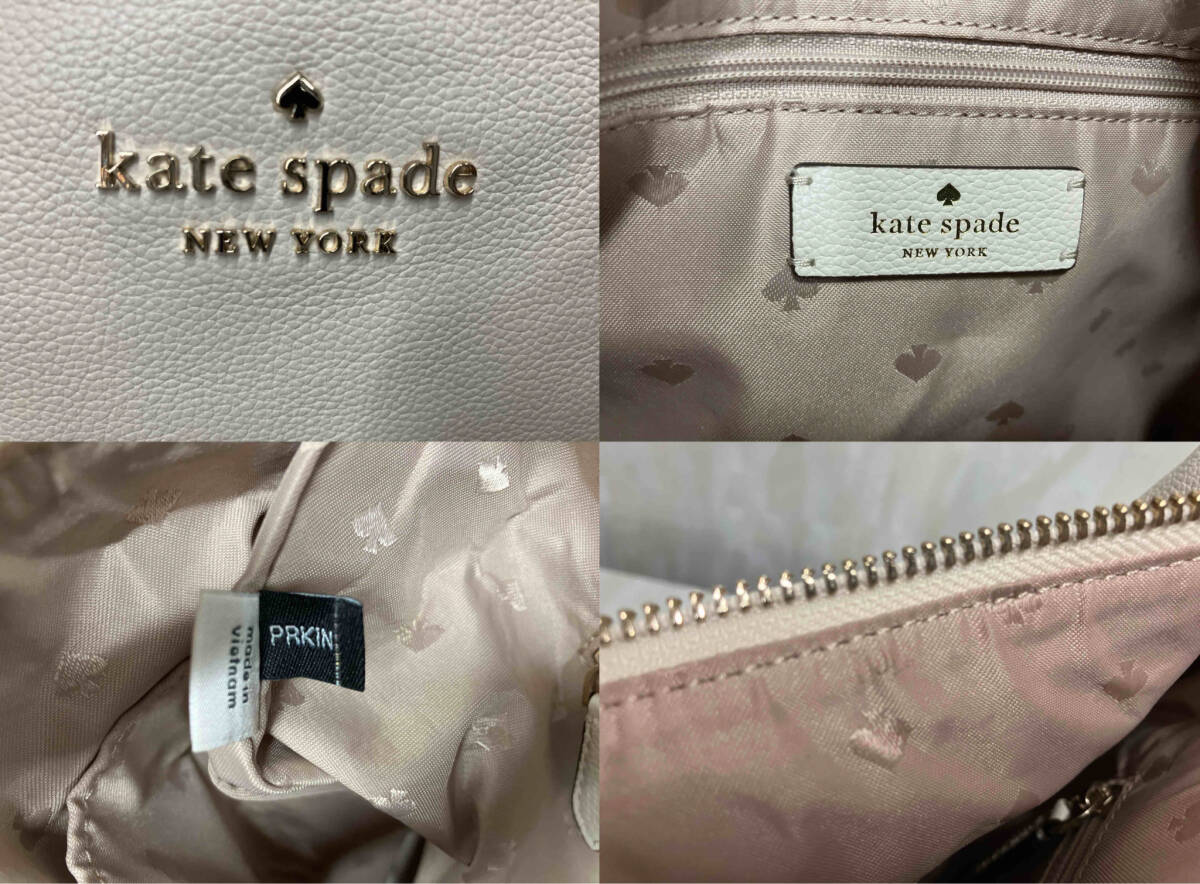 kate spade
NEW YORK
kate spade
NEW YORK
made in
Vietnam
PRKIN